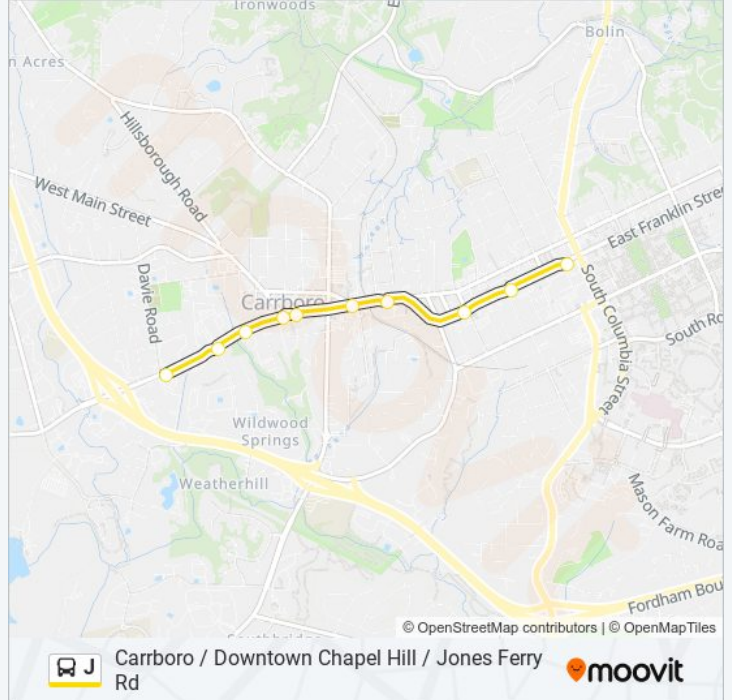 Ironwoods
E
Bolin
n Acres
Hillsborough Road
West Main Street
East Franklin Stre
Davie Road
Carrboro
South Columbia Street
South Ro
Wildwood
Springs
Weatherhill
Mason Farm Roa
Fordham Bou
© OpenStreetMap contributors | © OpenMapTiles
J
Carrboro / Downtown Chapel Hill / Jones Ferry
Rd
moovit